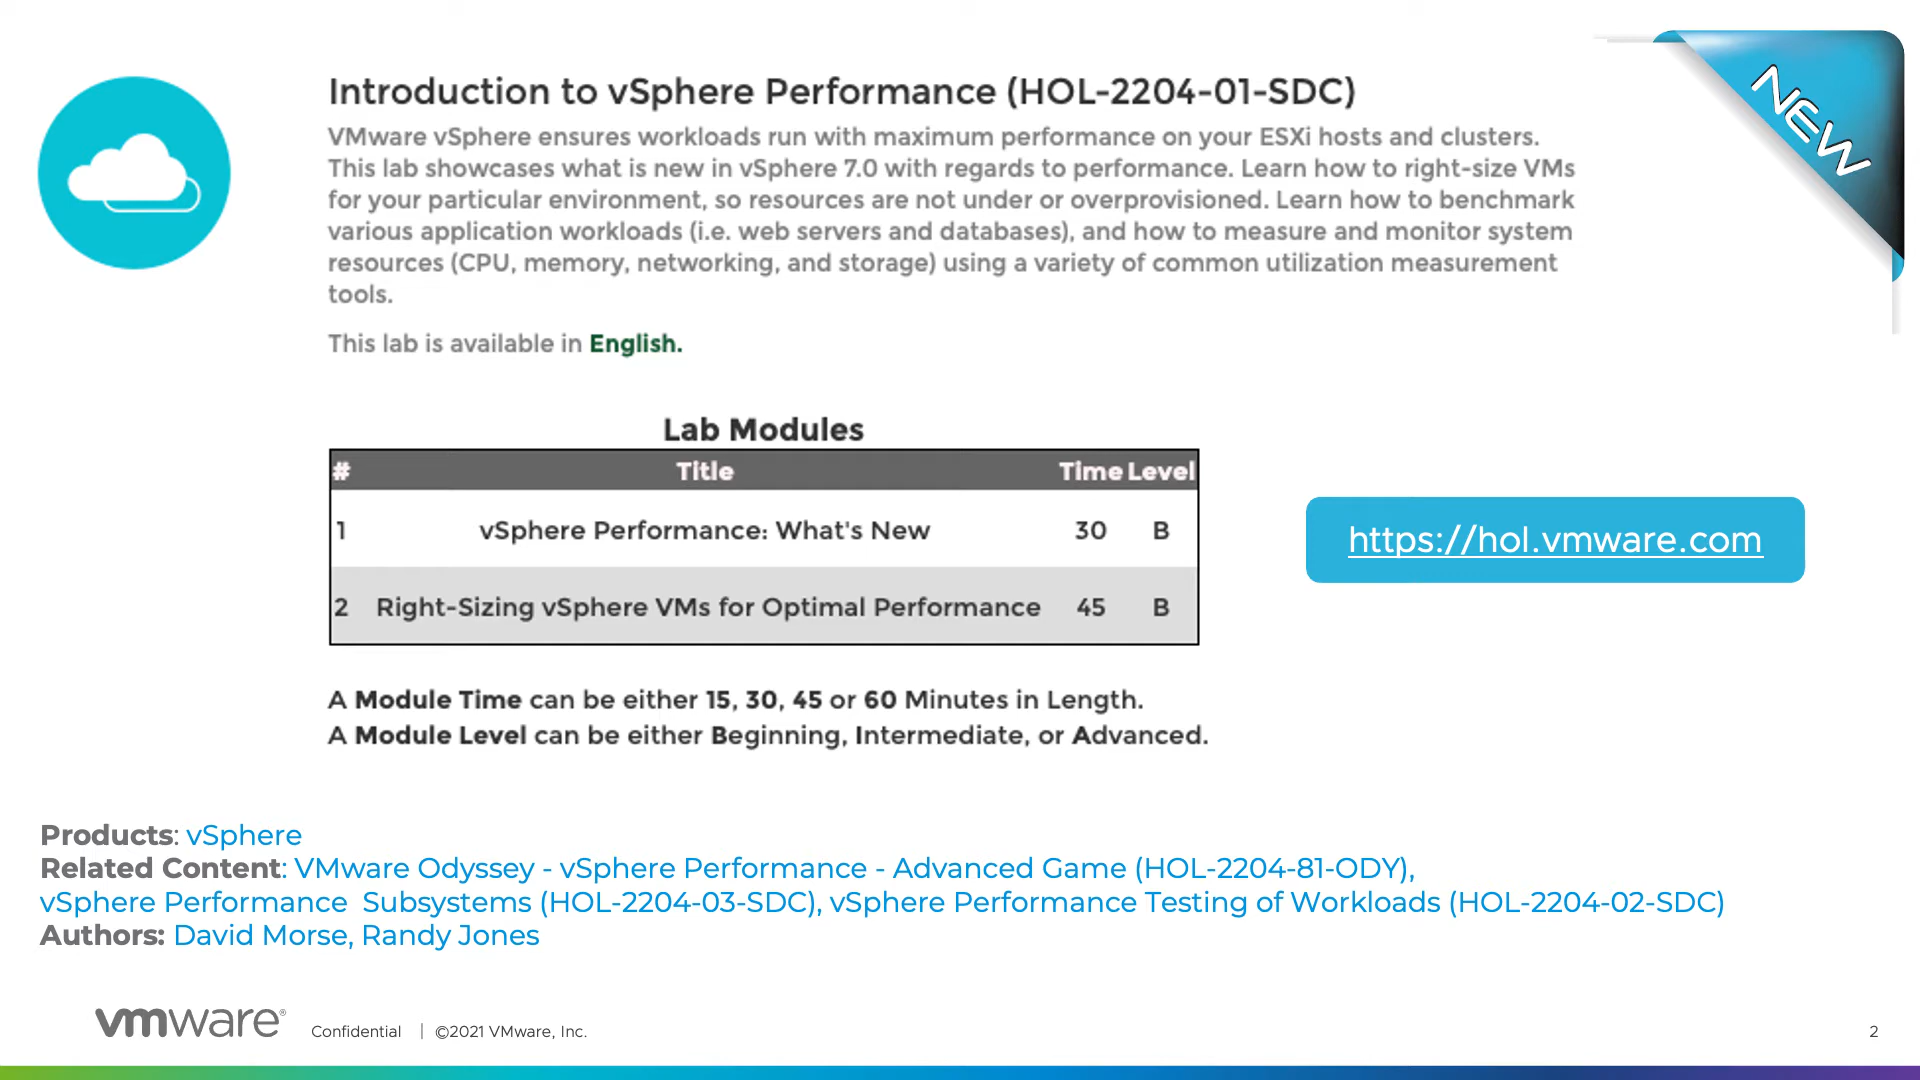 NEW
Introduction to vSphere Performance (HOL-2204-01-SDC)
VMware vSphere ensures workloads run with maximum performance on your ESXi hosts and clusters.
This lab showcases what is new in vSphere 7.0 with regards to performance. Learn how to right-size VMs
for your particular environment, so resources are not under or overprovisioned. Learn how to benchmark
various application workloads (i.e. web servers and databases), and how to measure and monitor system
resources (CPU, memory, networking, and storage) using a variety of common utilization measurement
tools.
This lab is available in English.
Lab Modules
# Title Time Level
1 vSphere Performance: What's New 30 B
2 Right-Sizing vSphere VMs for Optimal Performance 45 B
https://hol.vmware.com
A Module Time can be either 15, 30, 45 or 60 Minutes in Length.
A Module Level can be either Beginning, Intermediate, or Advanced.
Products: vSphere
Related Content: VMware Odyssey - vSphere Performance - Advanced Game (HOL-2204-81-ODY),
vSphere Performance  Subsystems (HOL-2204-03-SDC), vSphere Performance Testing of Workloads (HOL-2204-02-SDC)
Authors: David Morse, Randy Jones
vmware® Confidential | ©2021 VMware, Inc. 2